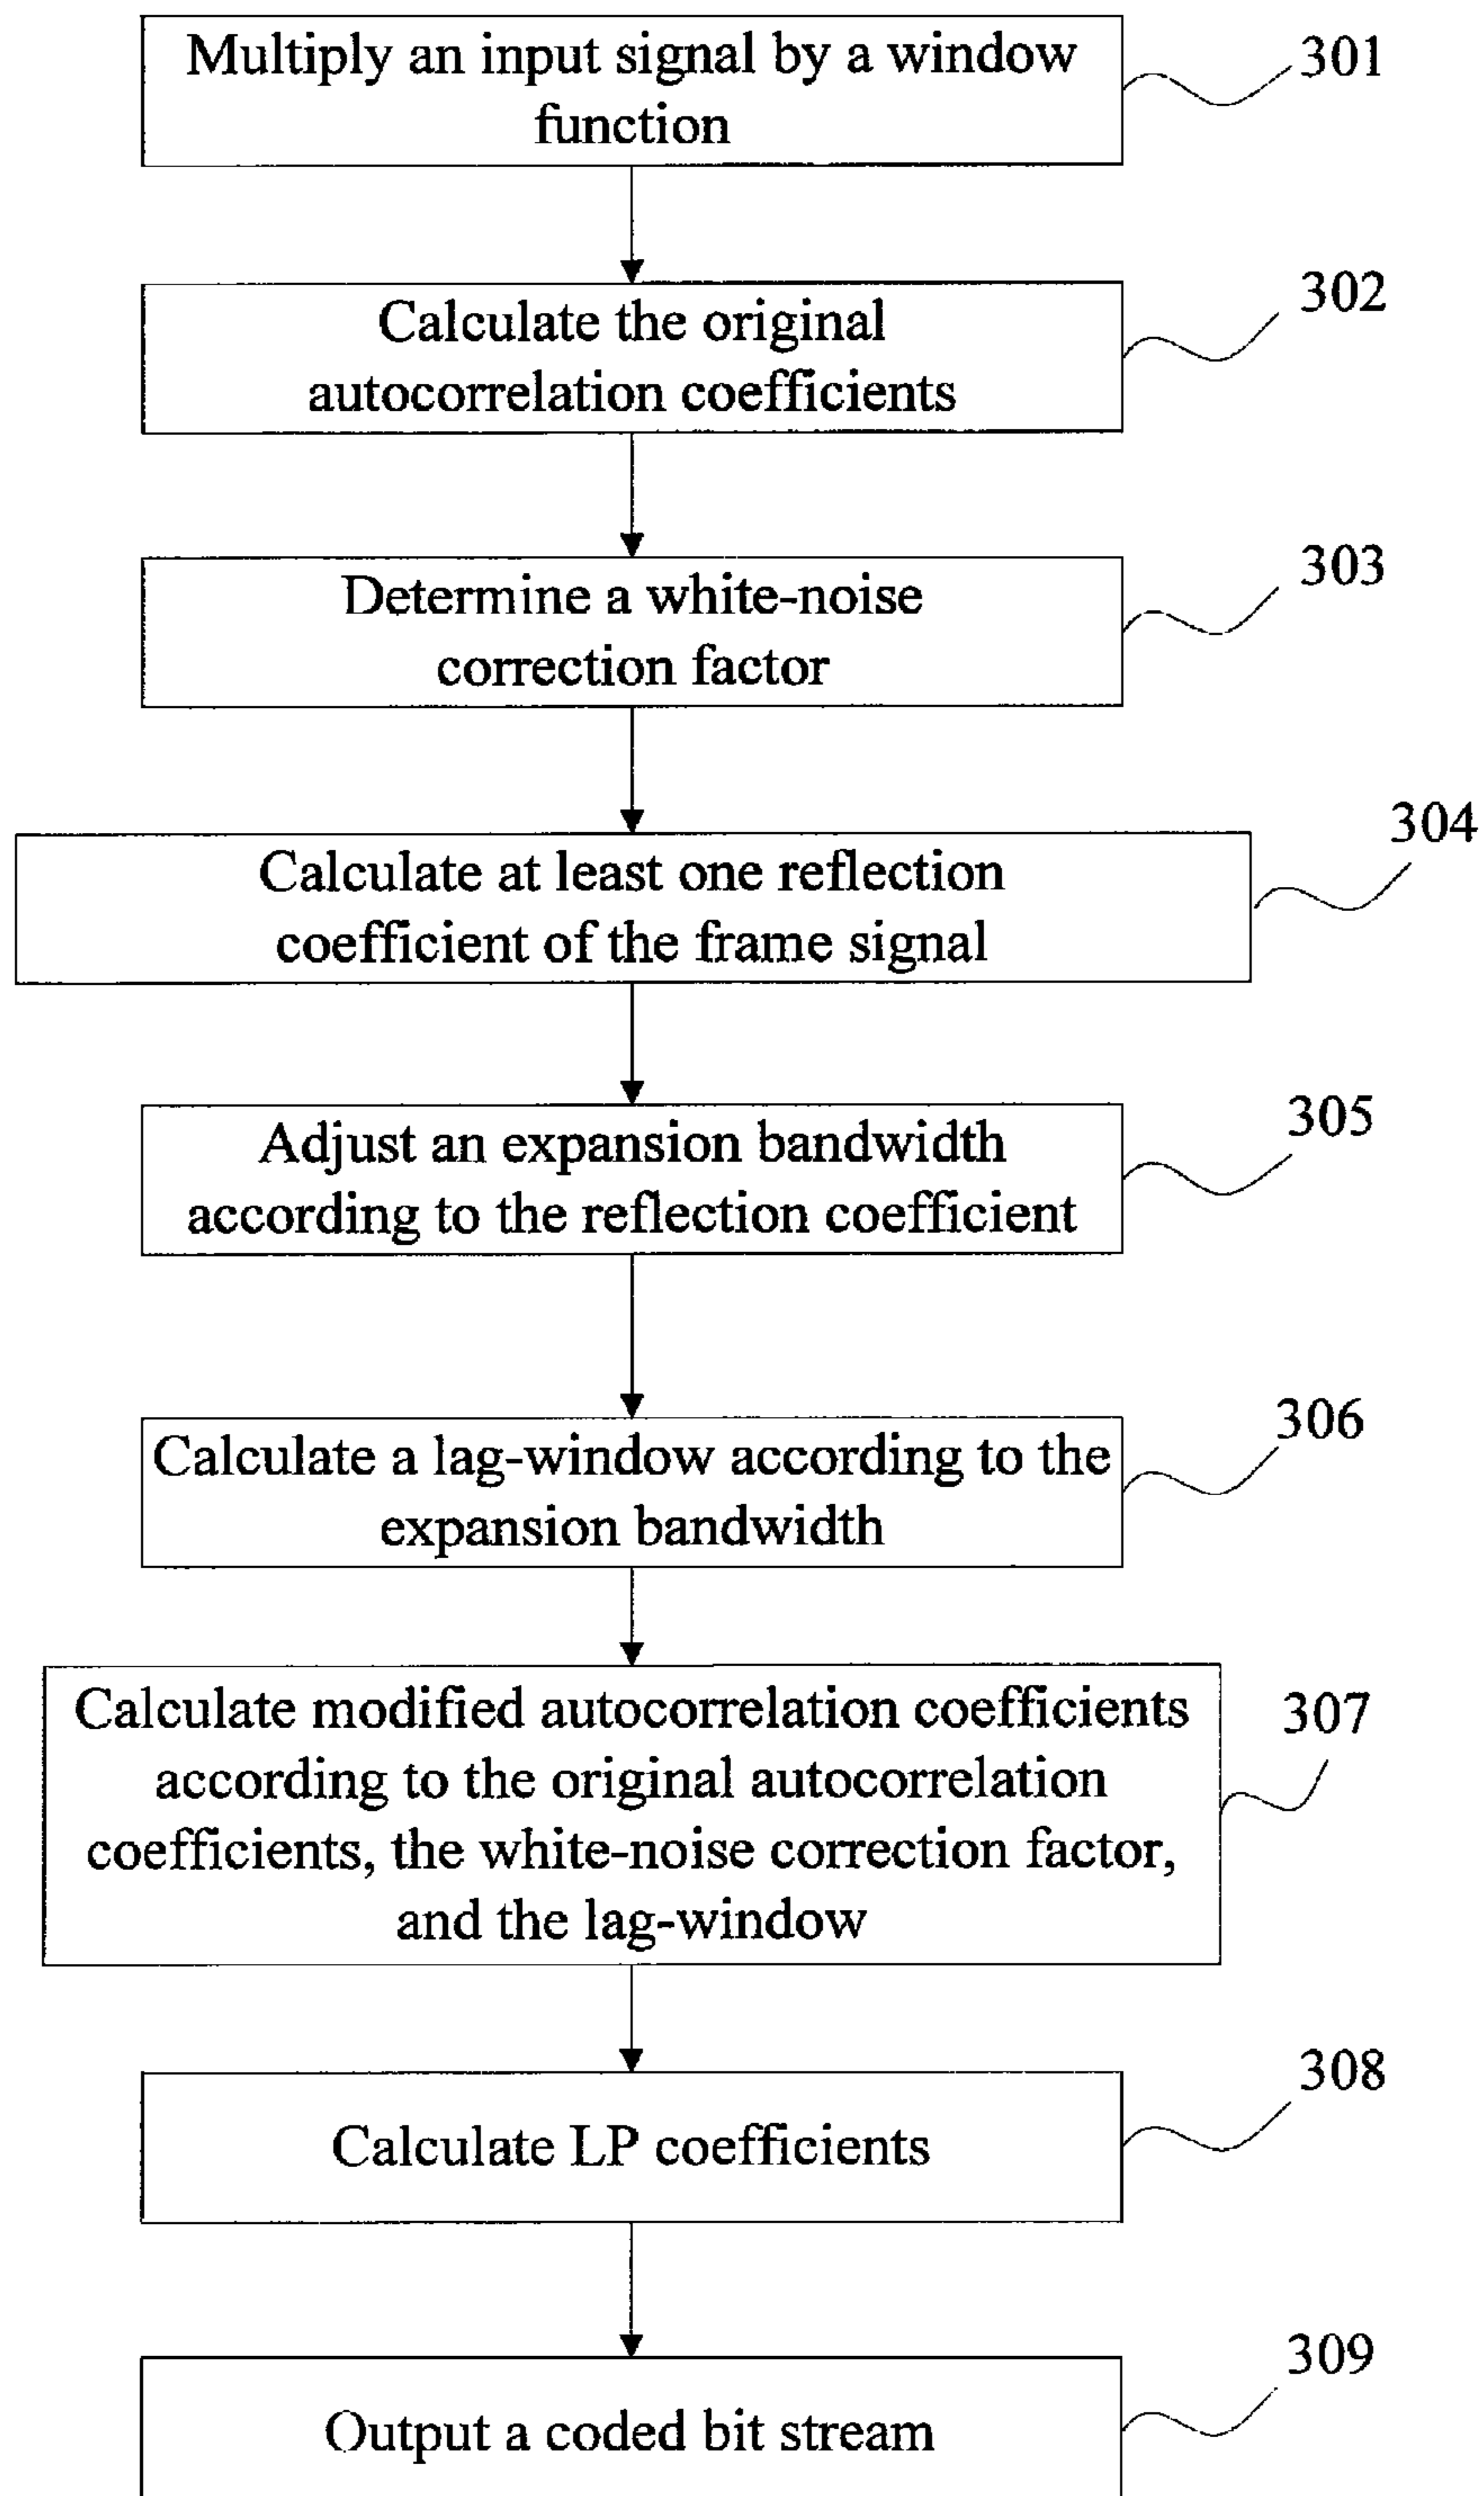 Multiply an input signal by a window
function
301
Calculate the original
autocorrelation coefficients
302
Determine a white-noise
correction factor
303
Calculate at least one reflection
coefficient of the frame signal
304
Adjust an expansion bandwidth
according to the reflection coefficient
305
Calculate a lag-window according to the
expansion bandwidth
306
Calculate modified autocorrelation coefficients
according to the original autocorrelation
coefficients, the white-noise correction factor,
and the lag-window
307
Calculate LP coefficients
308
Output a coded bit stream
309